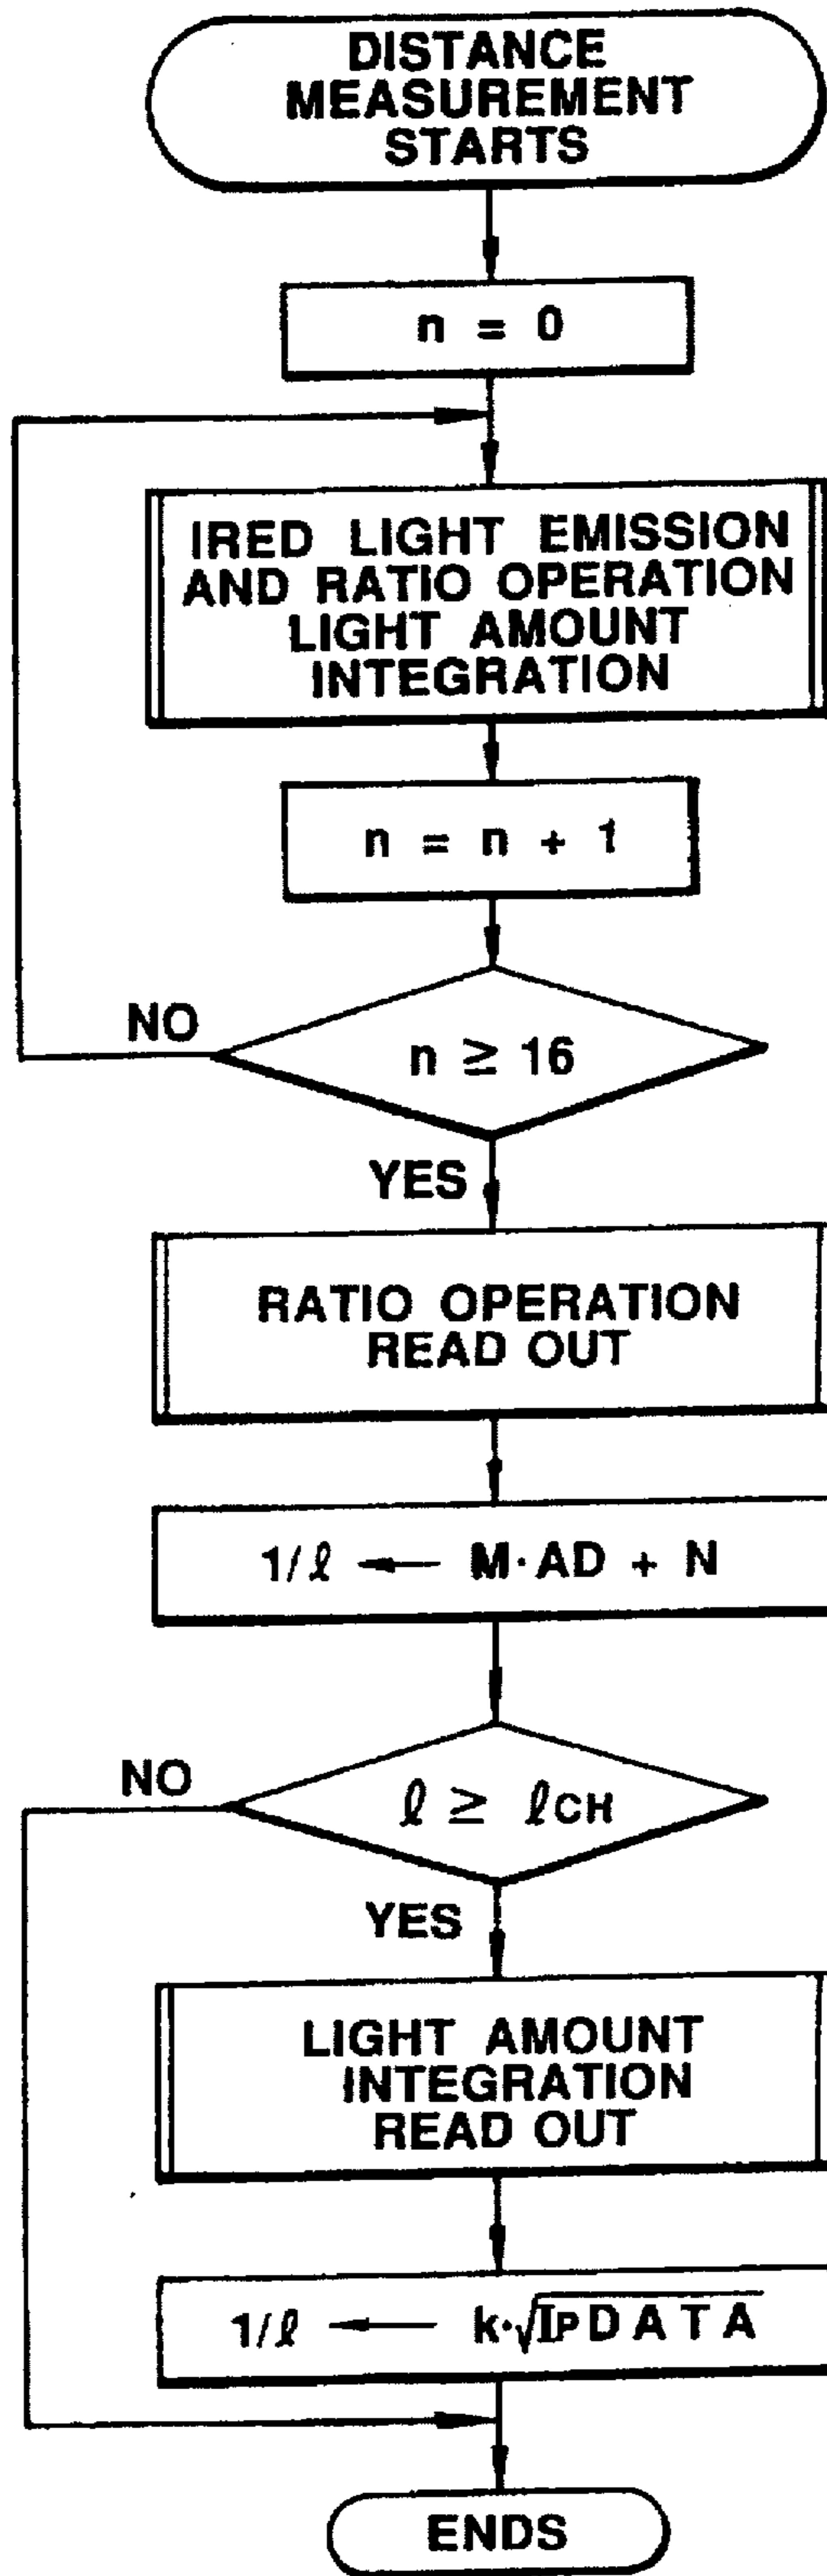 DISTANCE
MEASUREMENT
STARTS
n = 0
IRED LIGHT EMISSION
AND RATIO OPERATION
LIGHT AMOUNT
INTEGRATION
n = n + 1
NO
n ≥ 16
YES
RATIO OPERATION
READ OUT
1/ℓ ← M·AD + N
NO
ℓ ≥ ℓCH
YES
LIGHT AMOUNT
INTEGRATION
READ OUT
1/ℓ ← k·√IPDATA
ENDS